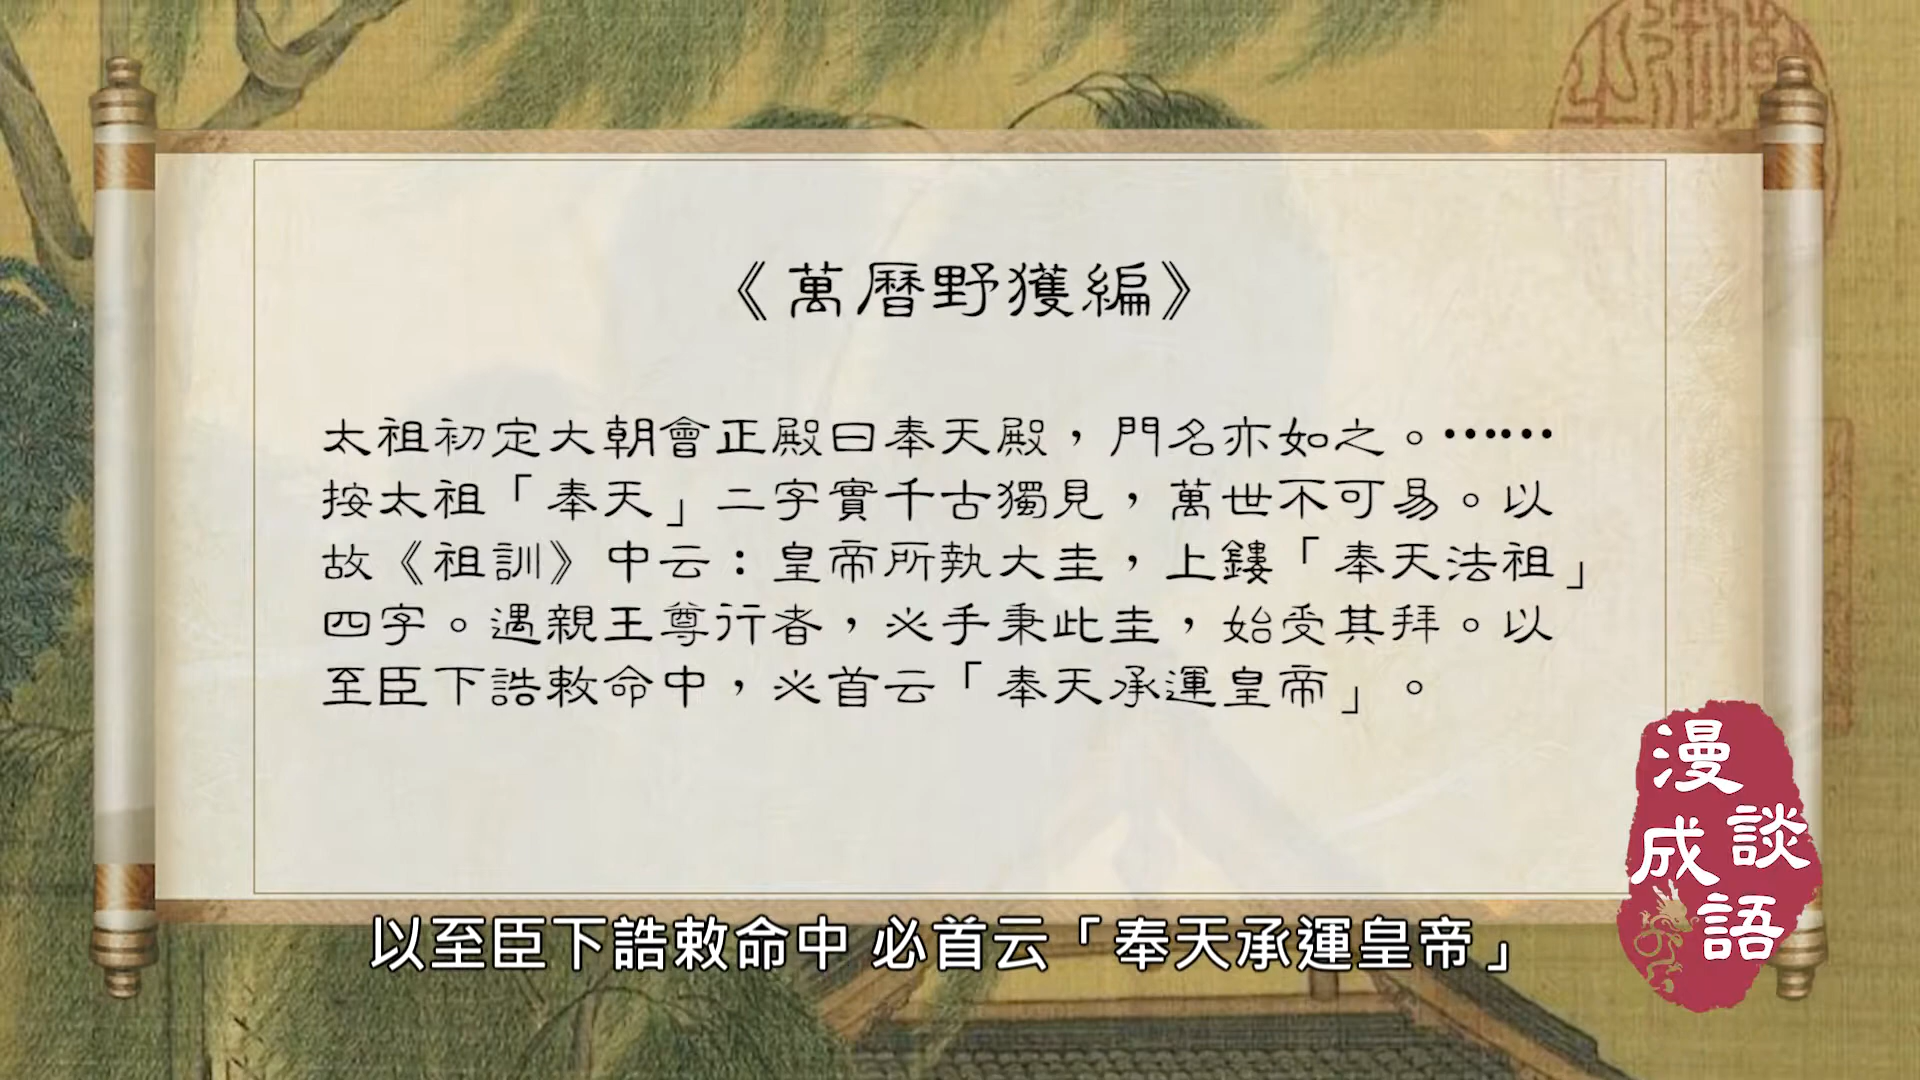 《萬曆野獲編》
太祖初定大朝會正殿曰奉天殿，門名亦如之。……
按太祖「奉天」二字實千古獨見，萬世不可易。以
故《祖訓》中云：皇帝所執大圭，上鏤「奉天法祖」
四字。遇親王尊行者，必手秉此圭，始受其拜。以
至臣下誥敕命中，必首云「奉天承運皇帝」。
漫談
成語
以至臣下誥敕命中 必首云「奉天承運皇帝」